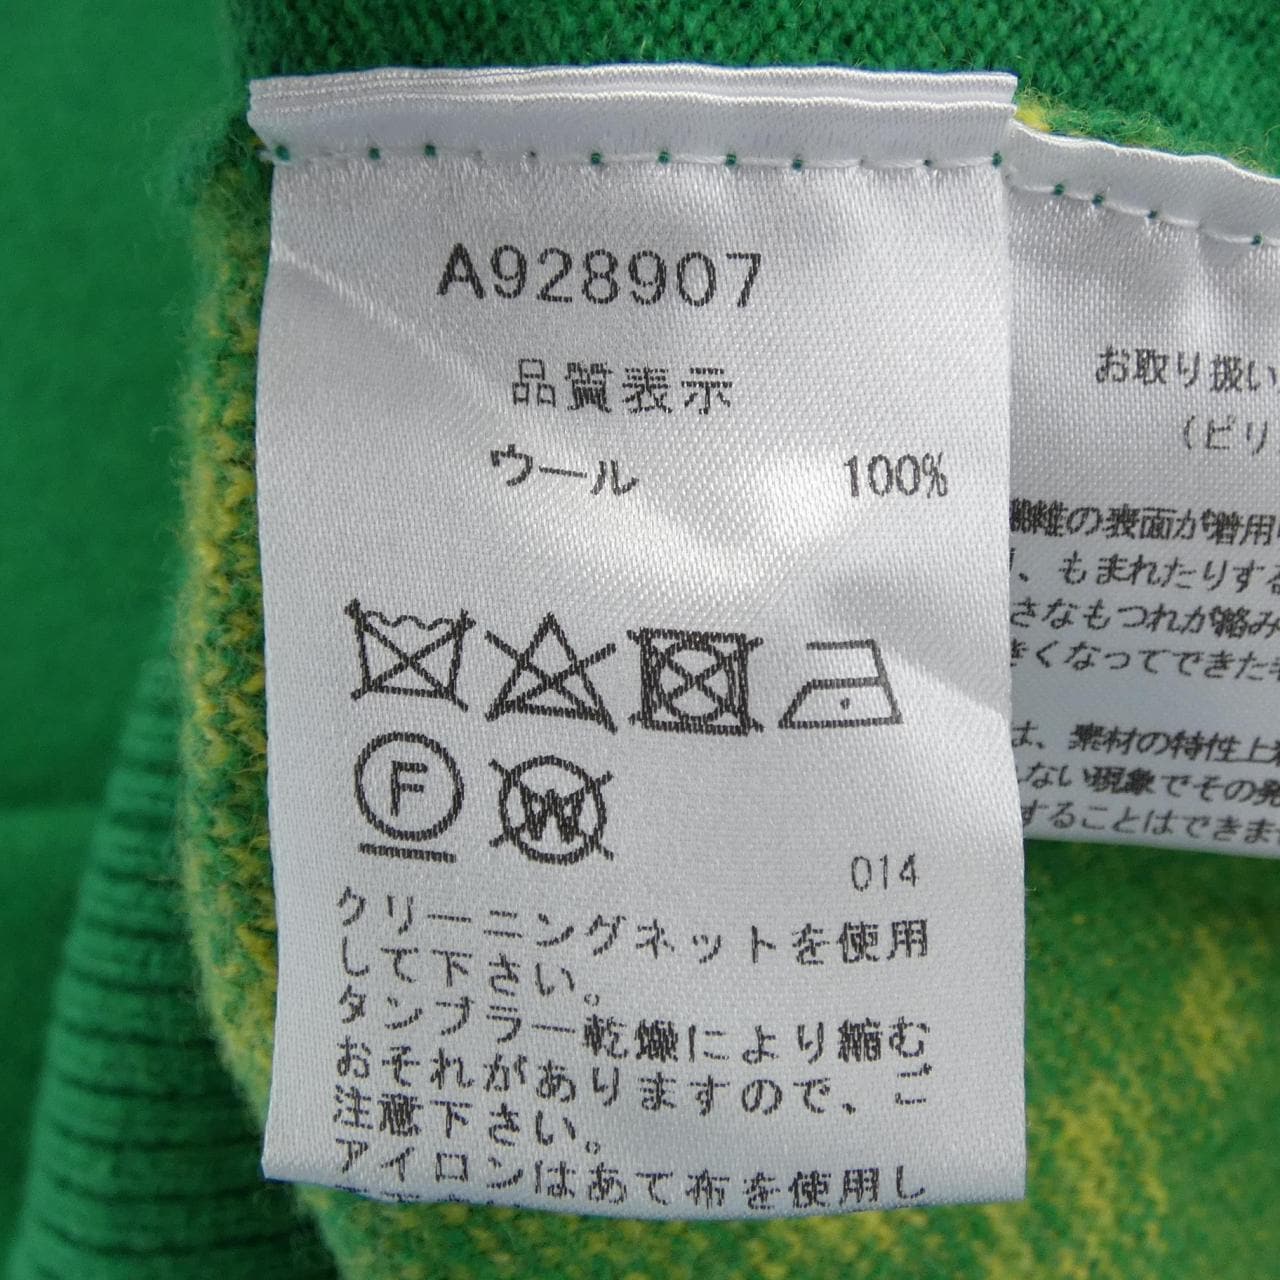 A928907
品質表示
ウール 100%
F
W
014
クリーニングネットを使用
して下さい。
タンブラー乾燥により縮む
おそれがありますので、ご
注意下さい。
アイロンはあて布を使用し
お取り扱い
（ピリ
繊維の表面が着用
、もまれたりする
さなもつれが絡み
きくなってできた
は、素材の特性上
ない現象でその発
することはできま